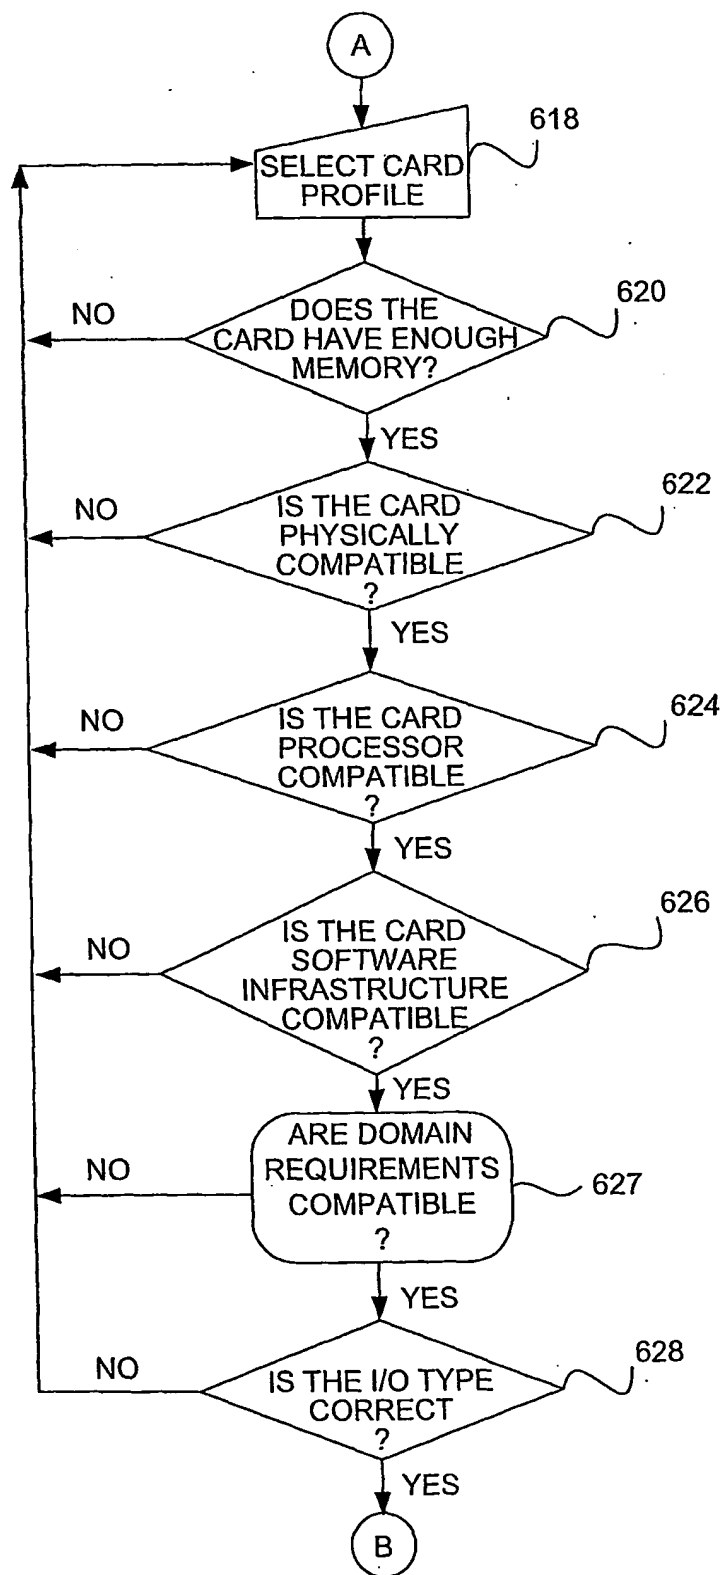 A
618
SELECT CARD
PROFILE
620
DOES THE
CARD HAVE ENOUGH
MEMORY?
NO
YES
622
IS THE CARD
PHYSICALLY
COMPATIBLE
?
NO
YES
624
IS THE CARD
PROCESSOR
COMPATIBLE
?
NO
YES
626
IS THE CARD
SOFTWARE
INFRASTRUCTURE
COMPATIBLE
?
NO
YES
ARE DOMAIN
REQUIREMENTS
COMPATIBLE
?
NO
627
YES
628
IS THE I/O TYPE
CORRECT
?
NO
YES
B